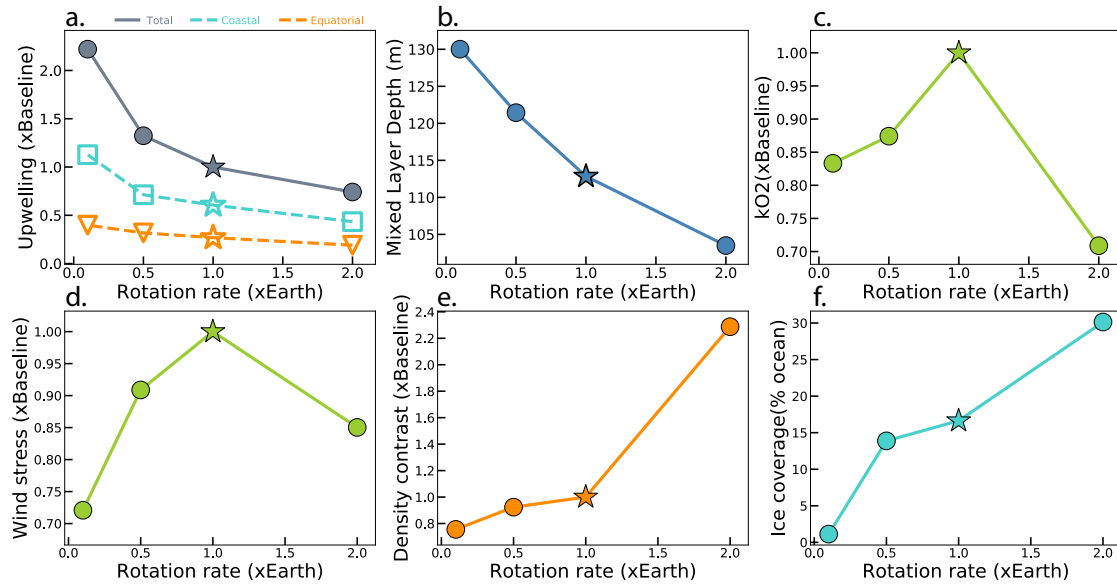 a.
Total
Coastal
Equatorial
Upwelling (xBaseline)
2.0
1.5
1.0
0.5
0.0
0.0 0.5 1.0 1.5 2.0
Rotation rate (xEarth)
b.
Mixed Layer Depth (m)
130
125
120
115
110
105
0.0 0.5 1.0 1.5 2.0
Rotation rate (xEarth)
c.
kO2(xBaseline)
1.00
0.95
0.90
0.85
0.80
0.75
0.70
0.0 0.5 1.0 1.5 2.0
Rotation rate (xEarth)
d.
Wind stress (xBaseline)
1.00
0.95
0.90
0.85
0.80
0.75
0.70
0.0 0.5 1.0 1.5 2.0
Rotation rate (xEarth)
e.
Density contrast (xBaseline)
2.4
2.2
2.0
1.8
1.6
1.4
1.2
1.0
0.8
0.0 0.5 1.0 1.5 2.0
Rotation rate (xEarth)
f.
Ice coverage(% ocean)
30
25
20
15
10
5
0
0.0 0.5 1.0 1.5 2.0
Rotation rate (xEarth)